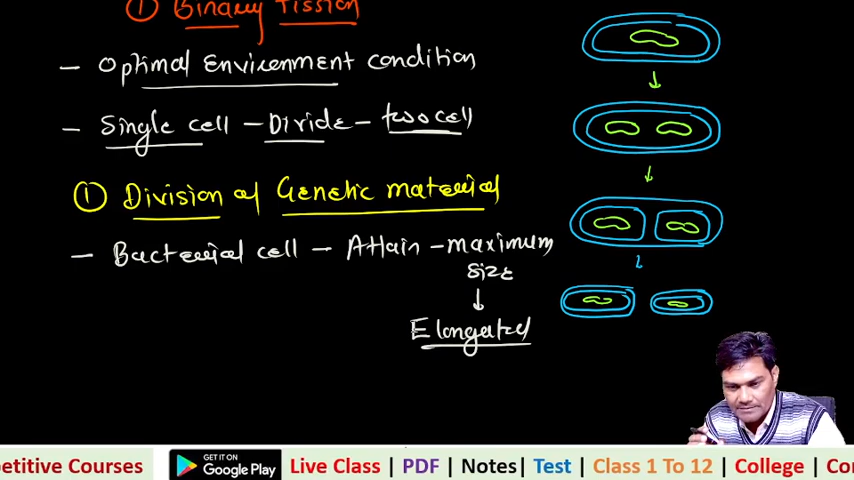 ① Binary fission
- Optimal Environment condition
- Single cell - Divide - two cell
① Division of Genetic material
- Bacterial cell - Attain - maximum
size
Elongated
petitive Courses GET IT ON Google Play Live Class | PDF | Notes| Test | Class 1 To 12 | College | Co